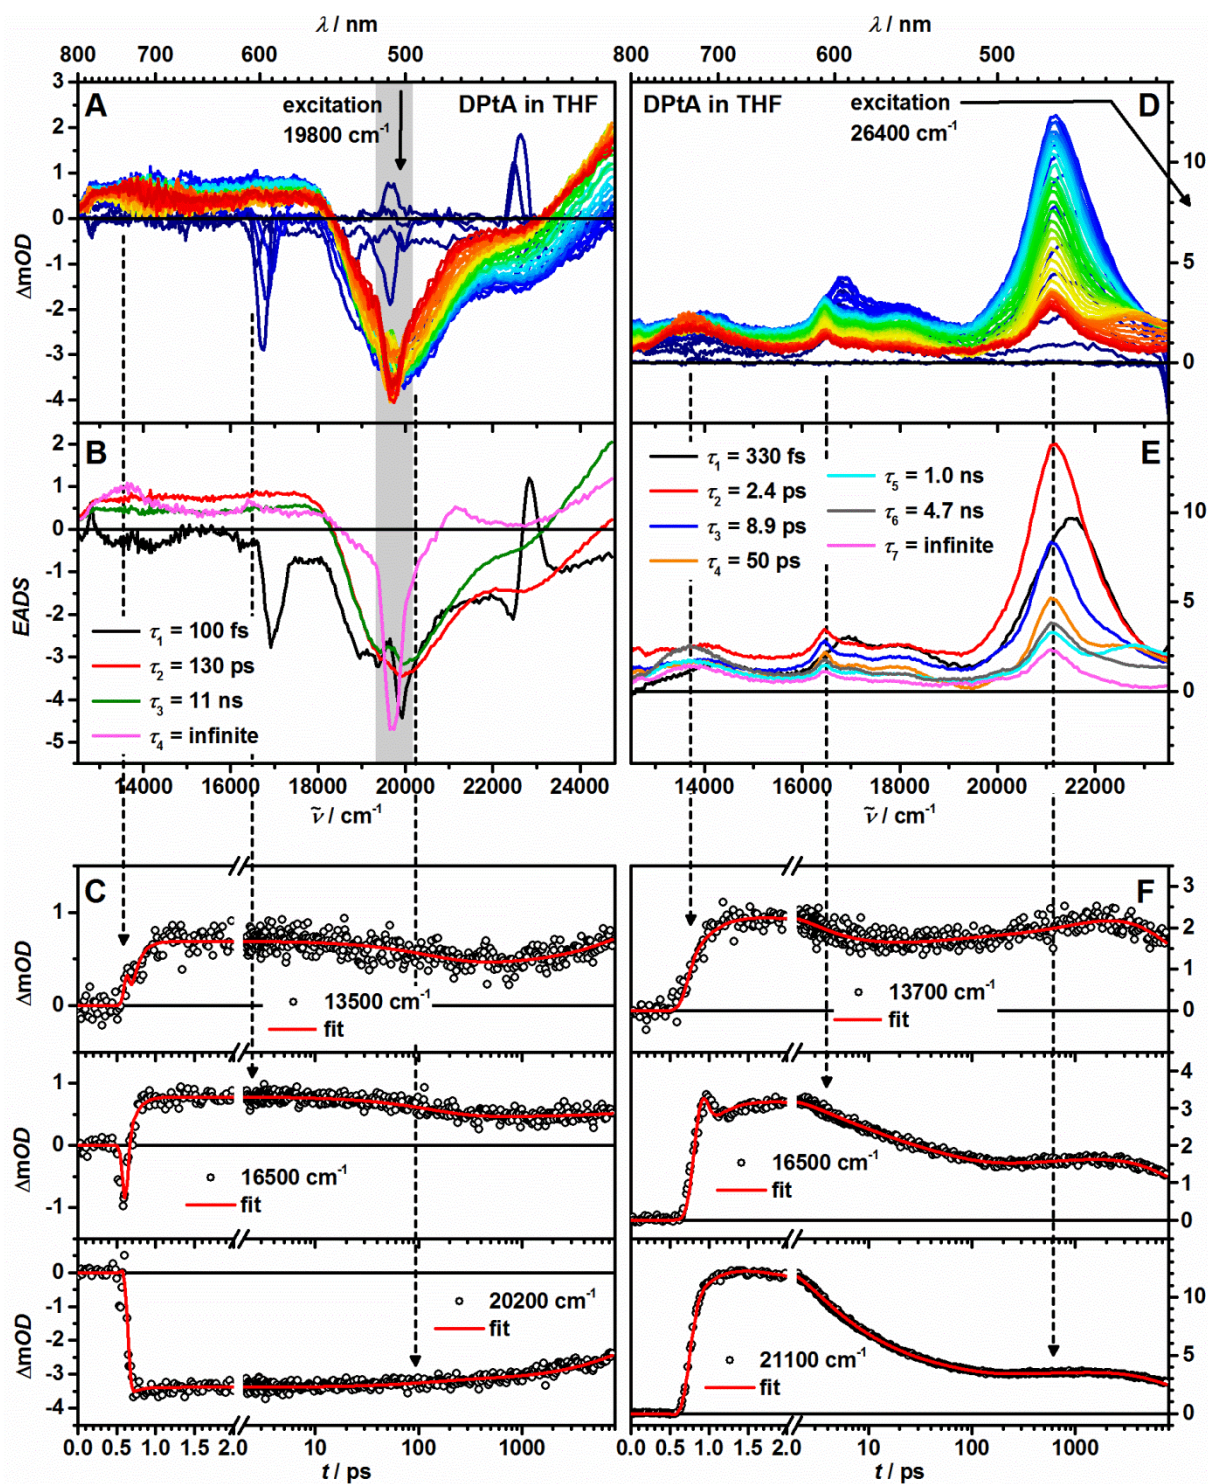 λ / nm
λ / nm
800 700 600 500
800 700 600 500
A
excitation
19800 cm⁻¹
DPtA in THF
DPtA in THF
excitation
26400 cm⁻¹
D
3
2
1
0
-1
-2
-3
-4
ΔmOD
10
5
0
B
τ₁ = 100 fs
τ₂ = 130 ps
τ₃ = 11 ns
τ₄ = infinite
2
1
0
-1
-2
-3
-4
-5
EADS
E
τ₁ = 330 fs
τ₂ = 2.4 ps
τ₃ = 8.9 ps
τ₄ = 50 ps
τ₅ = 1.0 ns
τ₆ = 4.7 ns
τ₇ = infinite
10
5
0
14000 16000 18000 20000 22000 24000
14000 16000 18000 20000 22000
ν̃ / cm⁻¹
ν̃ / cm⁻¹
C
1
0
ΔmOD
13500 cm⁻¹
fit
F
3
2
1
0
13700 cm⁻¹
fit
1
0
-1
ΔmOD
16500 cm⁻¹
fit
4
3
2
1
0
16500 cm⁻¹
fit
0
-1
-2
-3
-4
ΔmOD
20200 cm⁻¹
fit
10
5
0
21100 cm⁻¹
fit
0.0 0.5 1.0 1.5 2.0 10 100 1000
0.0 0.5 1.0 1.5 2.0 10 100 1000
t / ps
t / ps